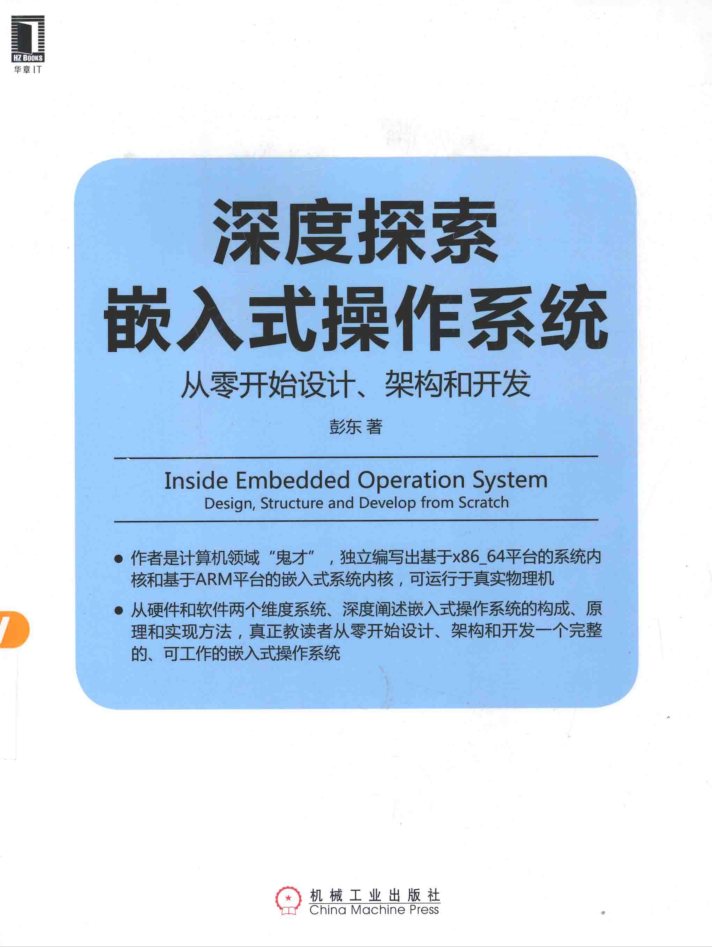 HZ BOOKS
华章IT
深度探索
嵌入式操作系统
从零开始设计、架构和开发
彭东 著
Inside Embedded Operation System
Design, Structure and Develop from Scratch
● 作者是计算机领域“鬼才”，独立编写出基于x86_64平台的系统内
核和基于ARM平台的嵌入式系统内核，可运行于真实物理机
● 从硬件和软件两个维度系统、深度阐述嵌入式操作系统的构成、原
理和实现方法，真正教读者从零开始设计、架构和开发一个完整
的、可工作的嵌入式操作系统
机械工业出版社
China Machine Press